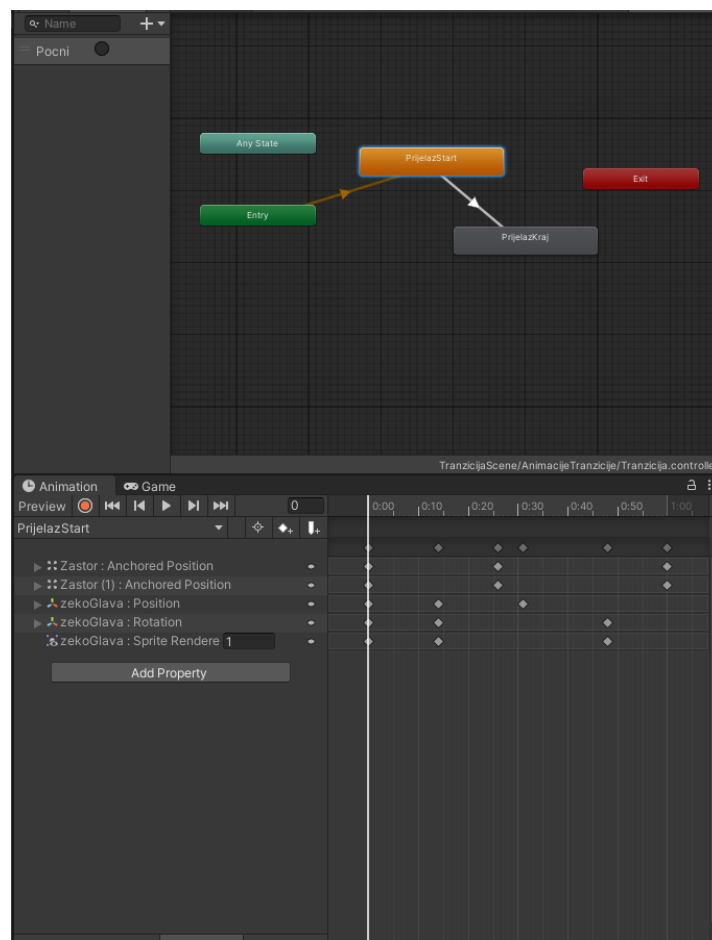 Name
Pocni
Any State
PrijelazStart
Exit
Entry
PrijelazKraj
TranzicijaScene/AnimacijeTranzicije/Tranzicija.controlle
Animation Game
Preview 0 0:00 0:10 0:20 0:30 0:40 0:50 1:00
PrijelazStart
Zastor : Anchored Position
Zastor (1) : Anchored Position
zekoGlava : Position
zekoGlava : Rotation
zekoGlava : Sprite Rendere 1
Add Property